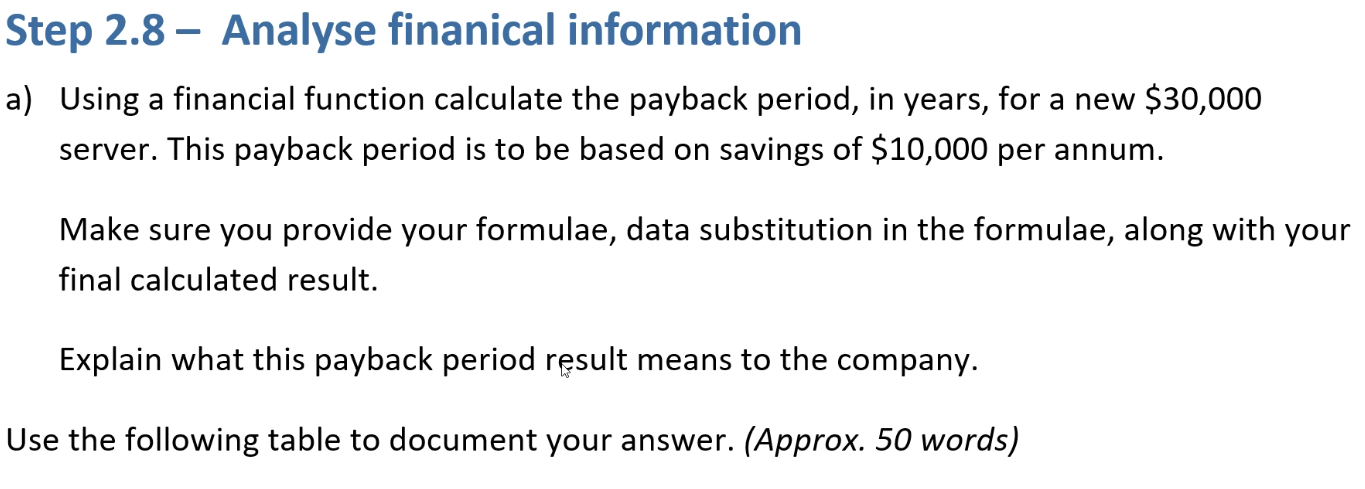 Step 2.8 – Analyse finanical information
a) Using a financial function calculate the payback period, in years, for a new $30,000
server. This payback period is to be based on savings of $10,000 per annum.
Make sure you provide your formulae, data substitution in the formulae, along with your
final calculated result.
Explain what this payback period result means to the company.
Use the following table to document your answer. (Approx. 50 words)